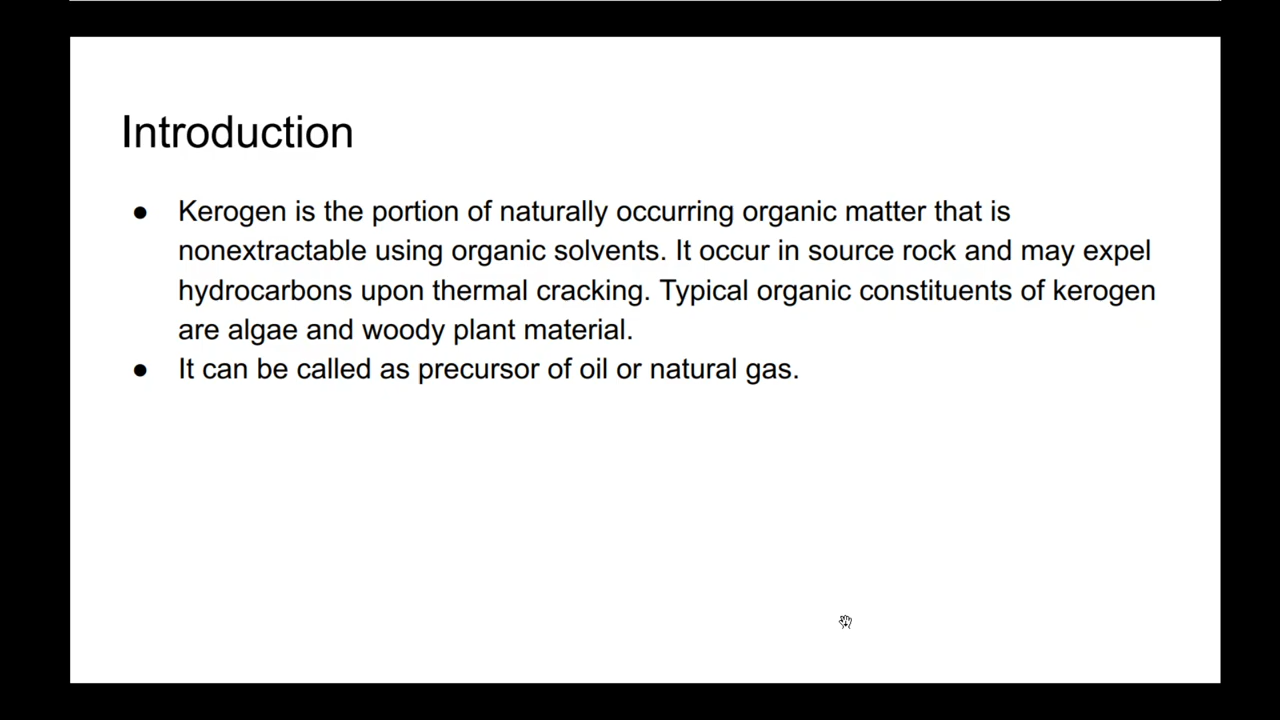 Introduction
● Kerogen is the portion of naturally occurring organic matter that is
nonextractable using organic solvents. It occur in source rock and may expel
hydrocarbons upon thermal cracking. Typical organic constituents of kerogen
are algae and woody plant material.
● It can be called as precursor of oil or natural gas.